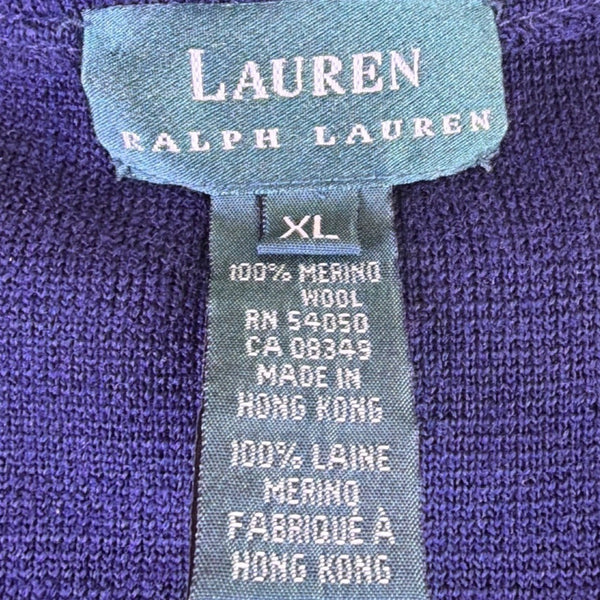 LAUREN
RALPH LAUREN
XL
100% MERINO
WOOL
RN 54050
CA 08349
MADE IN
HONG KONG
100% LAINE
MERINO
FABRIQUÉ À
HONG KONG